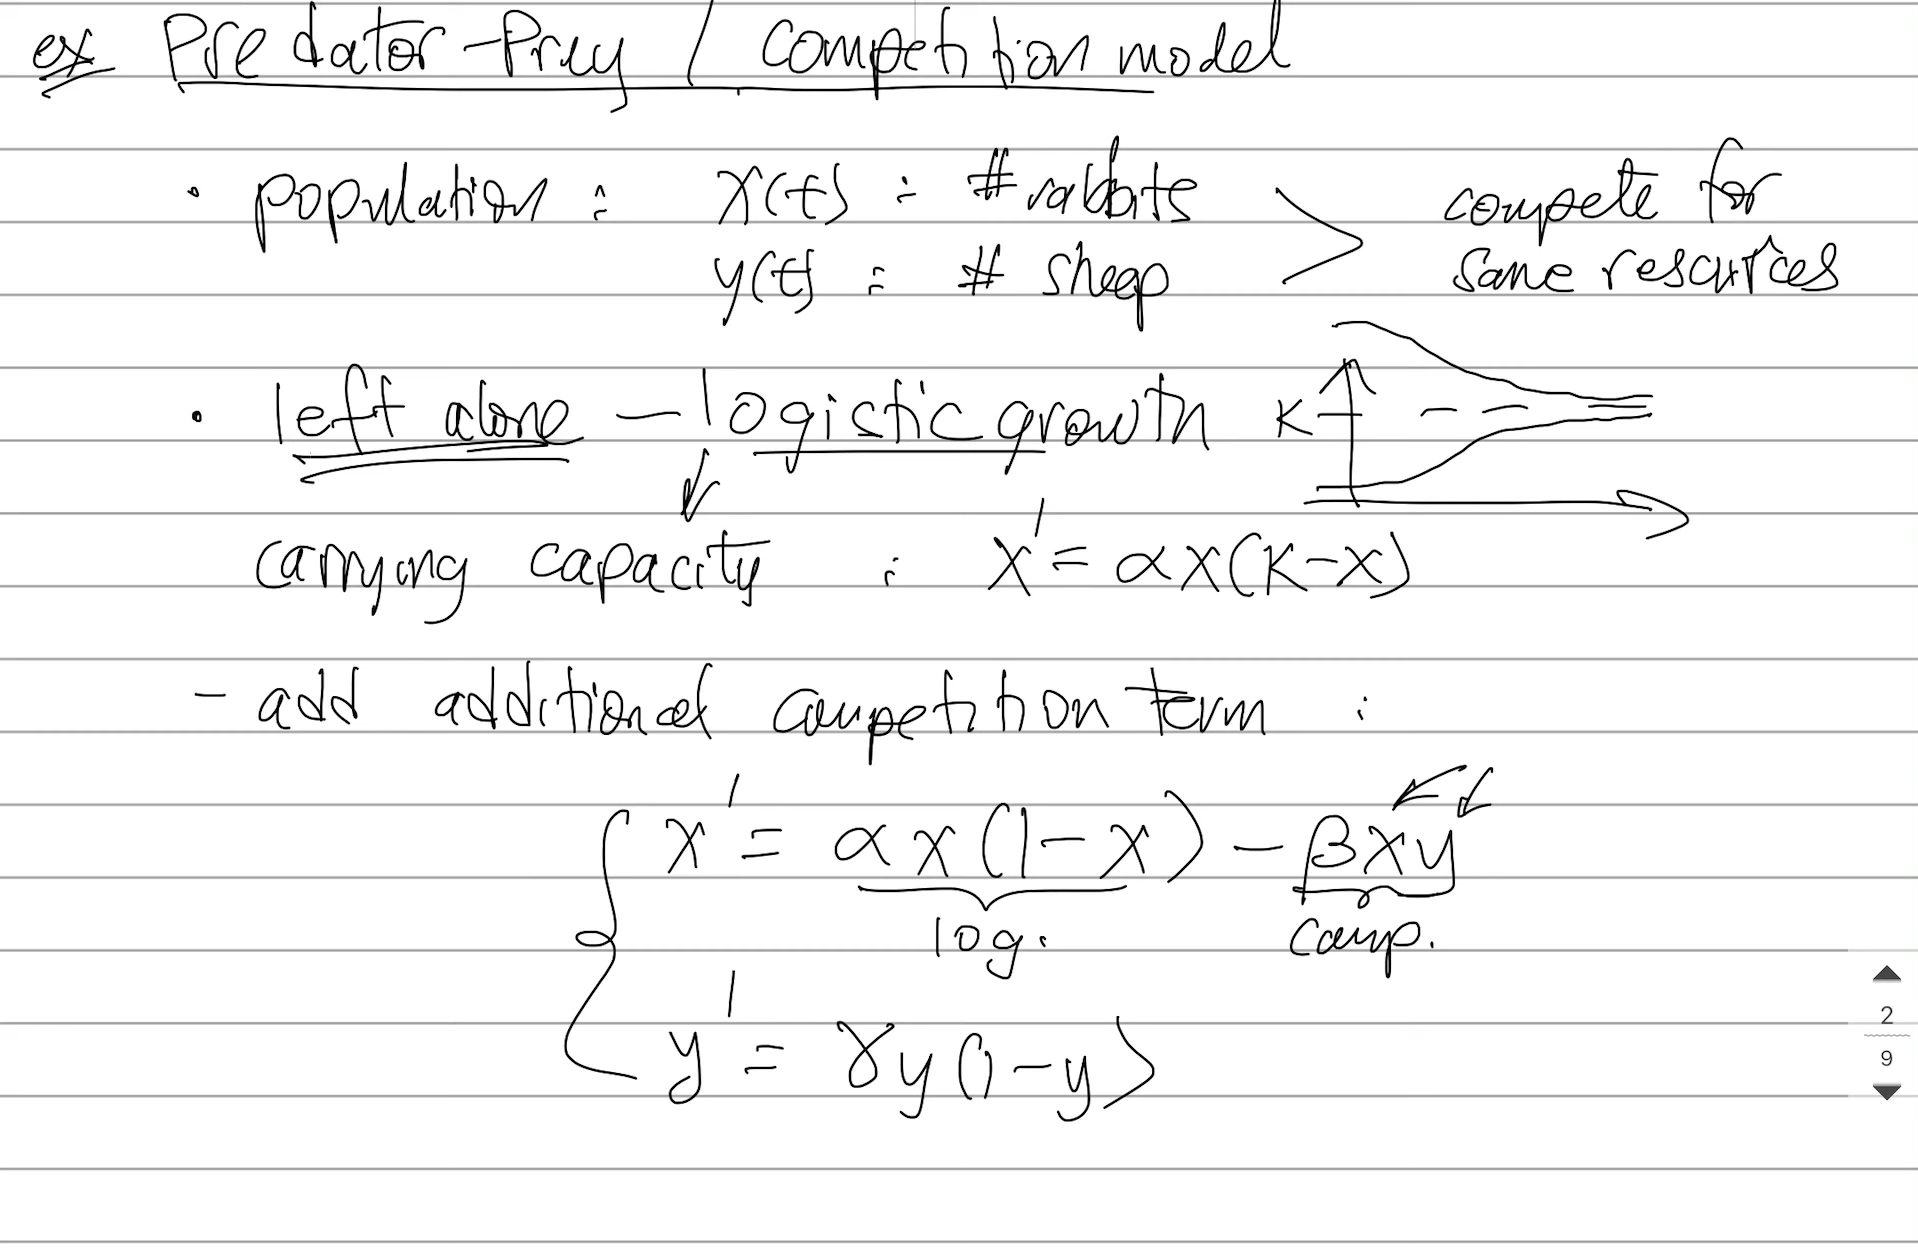 ex Predator-Prey / Competition model
• population : x(t) : # rabbits
y(t) : # sheep
compete for
same resources
• left alone – logistic growth
K
carrying capacity : x' = αx(K-x)
- add additional competition term :
x' = αx(1-x) - βxy
log. comp.
y' = γy(1-y)
2
9